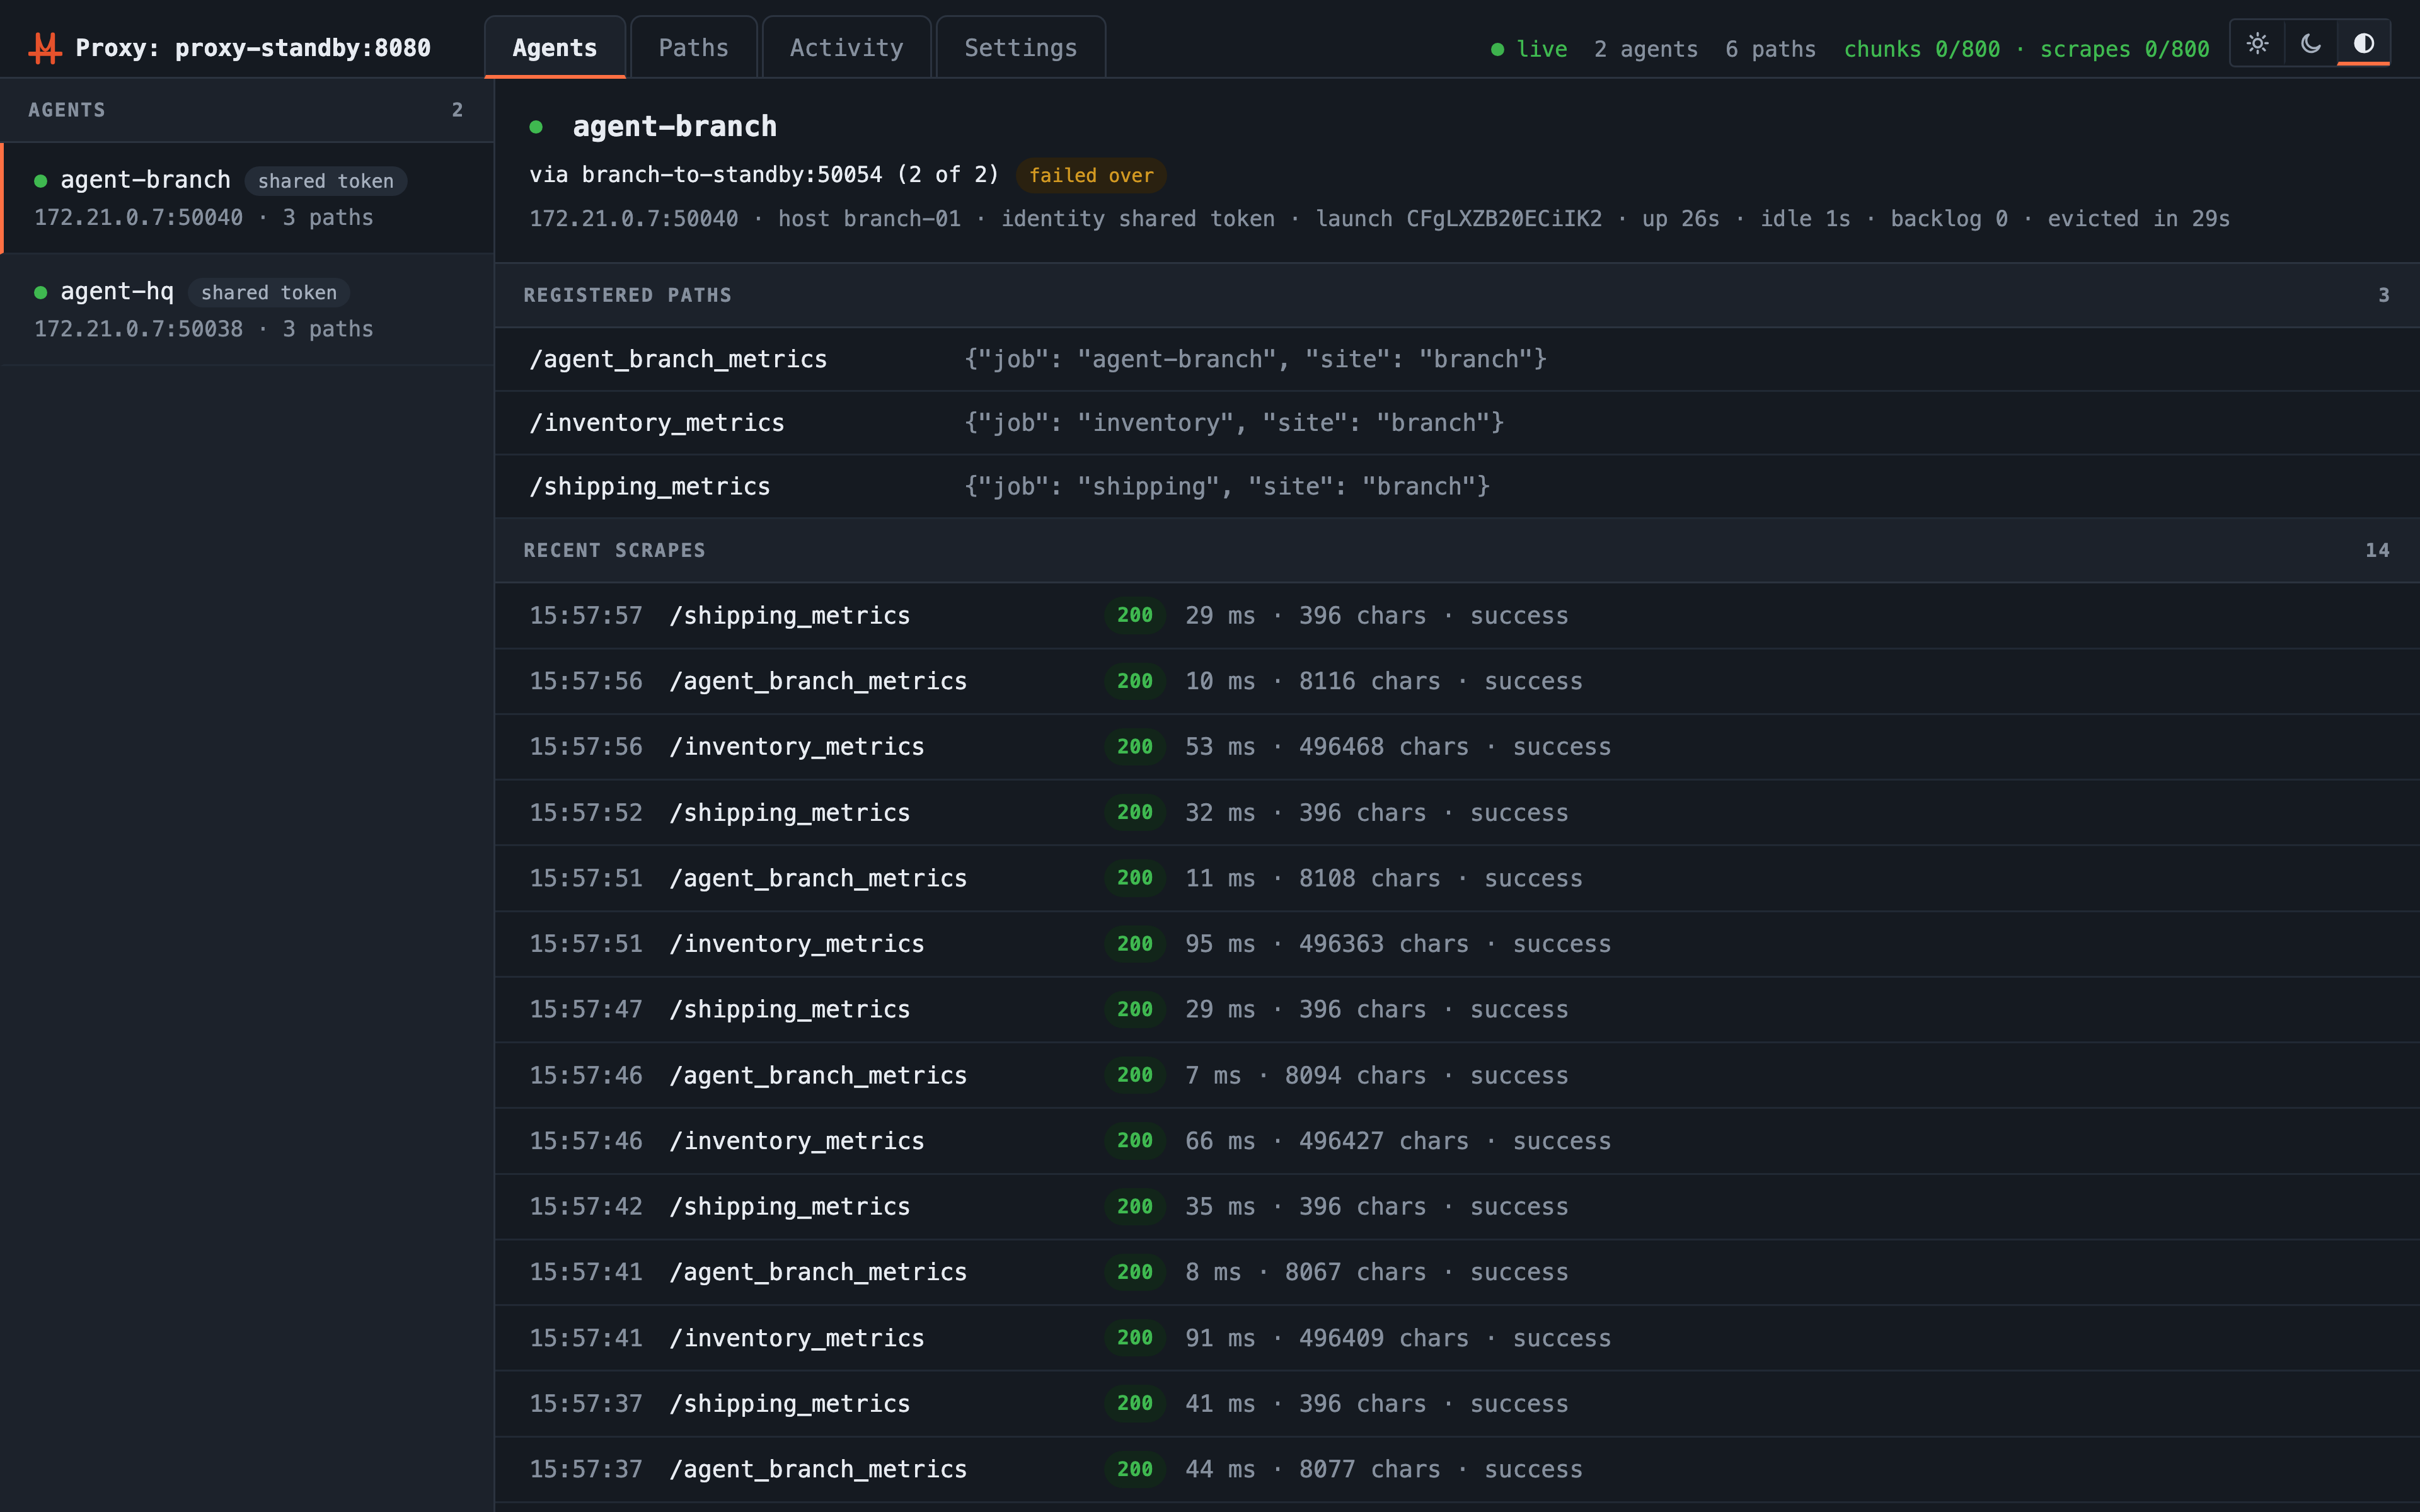 Proxy: proxy-standby:8080 Agents Paths Activity Settings live 2 agents 6 paths chunks 0/800 · scrapes 0/800
AGENTS 2
agent-branch shared token
172.21.0.7:50040 · 3 paths
agent-hq shared token
172.21.0.7:50038 · 3 paths
agent-branch
via branch-to-standby:50054 (2 of 2) failed over
172.21.0.7:50040 · host branch-01 · identity shared token · launch CFgLXZB20ECiIK2 · up 26s · idle 1s · backlog 0 · evicted in 29s
REGISTERED PATHS 3
/agent_branch_metrics {"job": "agent-branch", "site": "branch"}
/inventory_metrics {"job": "inventory", "site": "branch"}
/shipping_metrics {"job": "shipping", "site": "branch"}
RECENT SCRAPES 14
15:57:57 /shipping_metrics 200 29 ms · 396 chars · success
15:57:56 /agent_branch_metrics 200 10 ms · 8116 chars · success
15:57:56 /inventory_metrics 200 53 ms · 496468 chars · success
15:57:52 /shipping_metrics 200 32 ms · 396 chars · success
15:57:51 /agent_branch_metrics 200 11 ms · 8108 chars · success
15:57:51 /inventory_metrics 200 95 ms · 496363 chars · success
15:57:47 /shipping_metrics 200 29 ms · 396 chars · success
15:57:46 /agent_branch_metrics 200 7 ms · 8094 chars · success
15:57:46 /inventory_metrics 200 66 ms · 496427 chars · success
15:57:42 /shipping_metrics 200 35 ms · 396 chars · success
15:57:41 /agent_branch_metrics 200 8 ms · 8067 chars · success
15:57:41 /inventory_metrics 200 91 ms · 496409 chars · success
15:57:37 /shipping_metrics 200 41 ms · 396 chars · success
15:57:37 /agent_branch_metrics 200 44 ms · 8077 chars · success